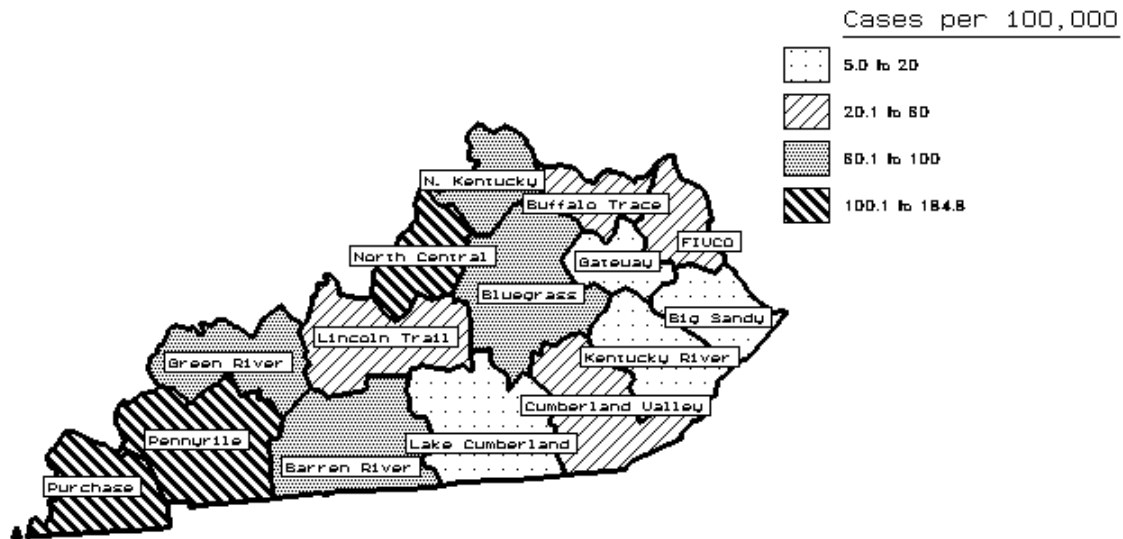 Cases per 100,000
5.0 to 20
20.1 to 60
60.1 to 100
100.1 to 184.8
N. Kentucky
Buffalo Trace
FIVCO
North Central
Gateway
Bluegrass
Big Sandy
Lincoln Trail
Green River
Kentucky River
Cumberland Valley
Pennyrile
Lake Cumberland
Barren River
Purchase